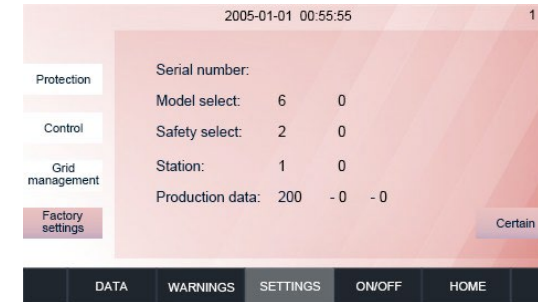 2005-01-01 00:55:55 1
Protection
Control
Grid
management
Factory
settings
Serial number:
Model select: 6 0
Safety select: 2 0
Station: 1 0
Production data: 200 - 0 - 0
Certain
DATA WARNINGS SETTINGS ON/OFF HOME